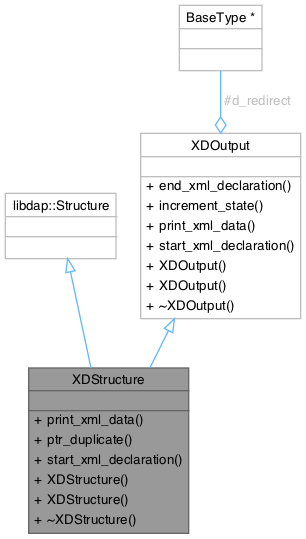 BaseType *
#d_redirect
XDOutput
+ end_xml_declaration()
+ increment_state()
+ print_xml_data()
+ start_xml_declaration()
+ XDOutput()
+ XDOutput()
+ ~XDOutput()
libdap::Structure
XDStructure
+ print_xml_data()
+ ptr_duplicate()
+ start_xml_declaration()
+ XDStructure()
+ XDStructure()
+ ~XDStructure()